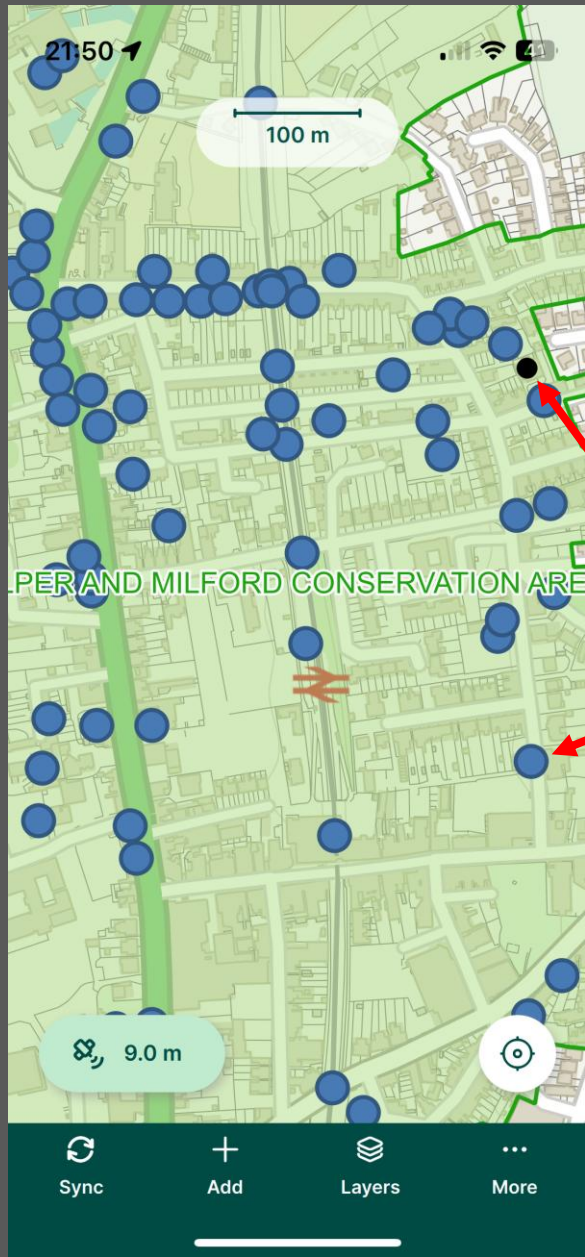 21:50
100 m
LPER AND MILFORD CONSERVATION ARE
9.0 m
Sync
Add
Layers
More